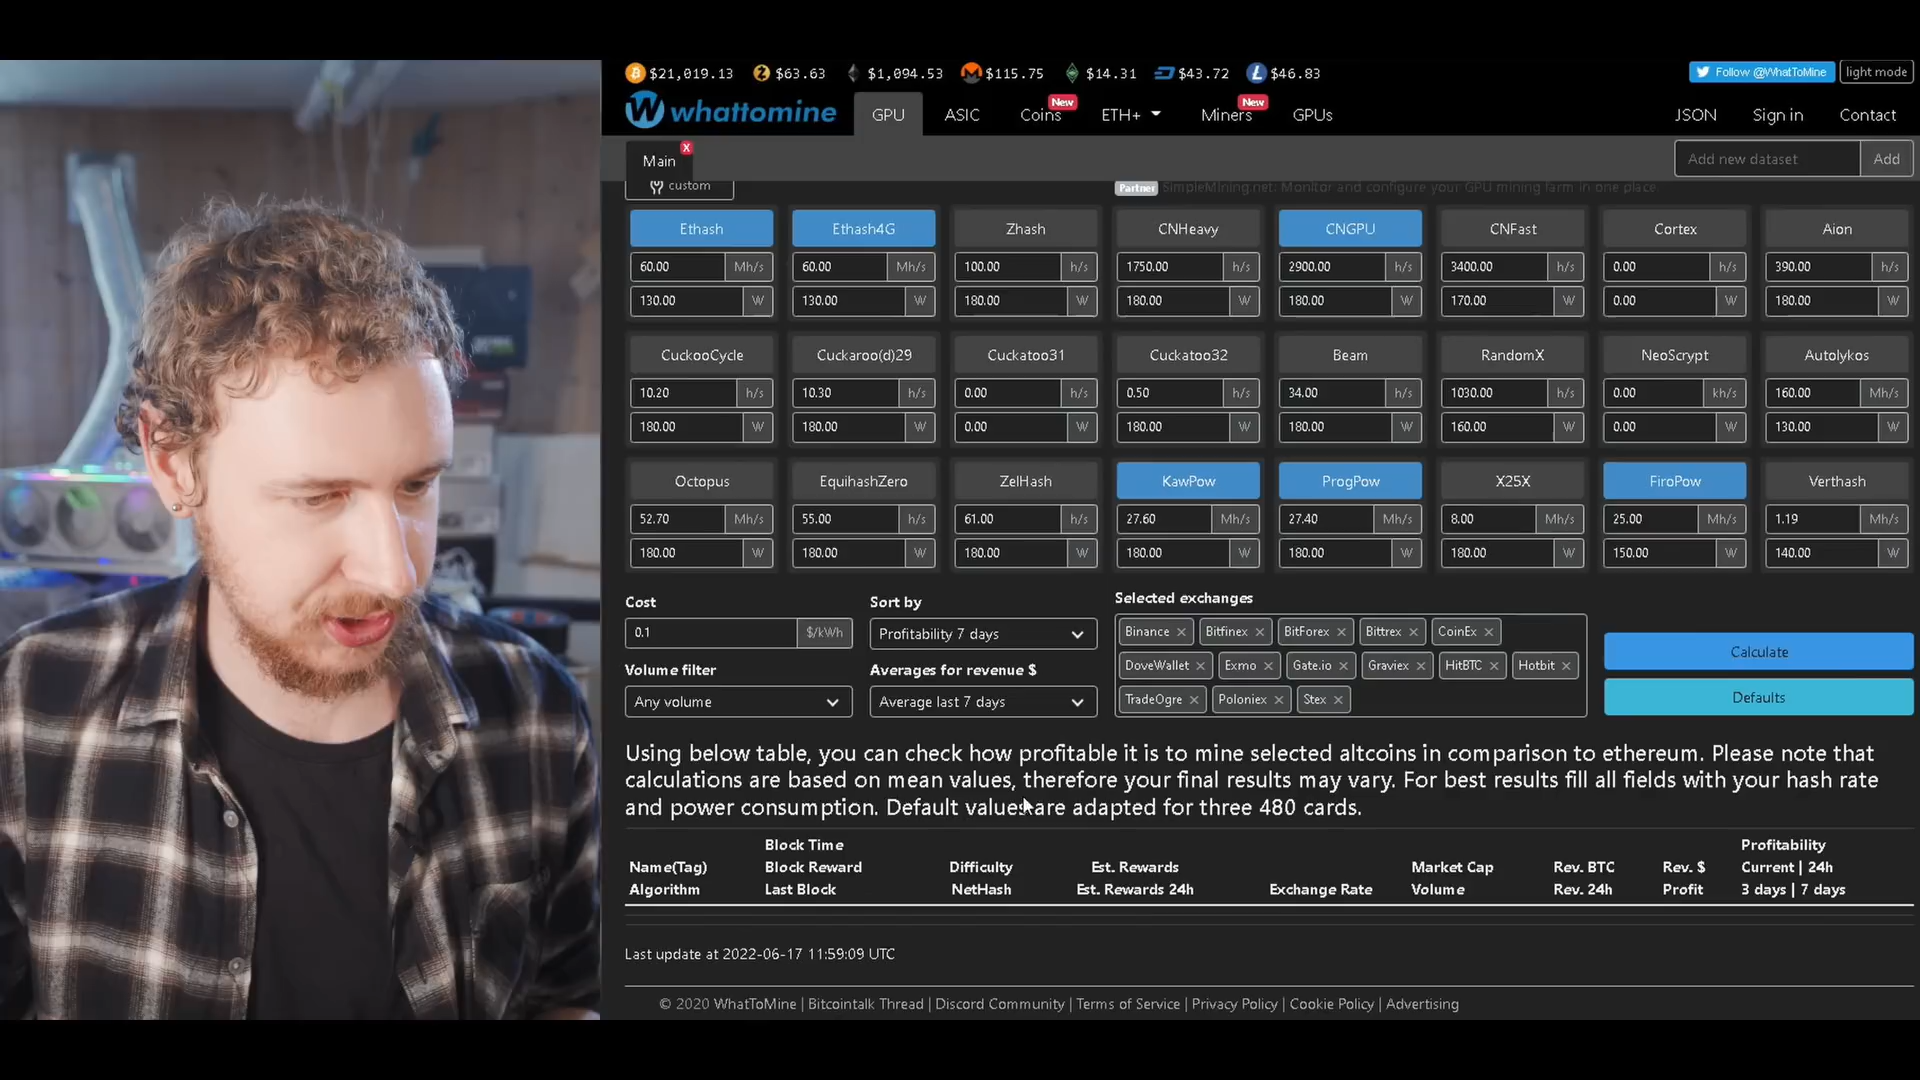 $21,019.13 $63.63 $1,094.53 $115.75 $14.31 $43.72 $46.83 Follow @WhatToMine light mode
whattomine GPU ASIC Coins New ETH+ Miners New GPUs JSON Sign in Contact
Main X Add new dataset Add
custom Partner SimpleMining.net: Monitor and configure your GPU mining farm in one place.
Ethash Ethash4G Zhash CNHeavy CNGPU CNFast Cortex Aion
60.00 Mh/s 60.00 Mh/s 100.00 h/s 1750.00 h/s 2900.00 h/s 3400.00 h/s 0.00 h/s 390.00 h/s
130.00 W 130.00 W 180.00 W 180.00 W 180.00 W 170.00 W 0.00 W 180.00 W
CuckooCycle Cuckaroo(d)29 Cuckatoo31 Cuckatoo32 Beam RandomX NeoScrypt Autolykos
10.20 h/s 10.30 h/s 0.00 h/s 0.50 h/s 34.00 h/s 1030.00 h/s 0.00 kh/s 160.00 Mh/s
180.00 W 180.00 W 0.00 W 180.00 W 180.00 W 160.00 W 0.00 W 130.00 W
Octopus EquihashZero ZelHash KawPow ProgPow X25X FiroPow Verthash
52.70 Mh/s 55.00 h/s 61.00 h/s 27.60 Mh/s 27.40 Mh/s 8.00 Mh/s 25.00 Mh/s 1.19 Mh/s
180.00 W 180.00 W 180.00 W 180.00 W 180.00 W 180.00 W 150.00 W 140.00 W
Cost Sort by Selected exchanges
0.1 $/kWh Profitability 7 days Binance Bitfinex BitForex Bittrex CoinEx
Volume filter Averages for revenue $ DoveWallet Exmo Gate.io Graviex HitBTC Hotbit Calculate
Any volume Average last 7 days TradeOgre Poloniex Stex Defaults
Using below table, you can check how profitable it is to mine selected altcoins in comparison to ethereum. Please note that
calculations are based on mean values, therefore your final results may vary. For best results fill all fields with your hash rate
and power consumption. Default values are adapted for three 480 cards.
Block Time Profitability
Name(Tag) Block Reward Difficulty Est. Rewards Market Cap Rev. BTC Rev. $ Current | 24h
Algorithm Last Block NetHash Est. Rewards 24h Exchange Rate Volume Rev. 24h Profit 3 days | 7 days
Last update at 2022-06-17 11:59:09 UTC
© 2020 WhatToMine | Bitcointalk Thread | Discord Community | Terms of Service | Privacy Policy | Cookie Policy | Advertising